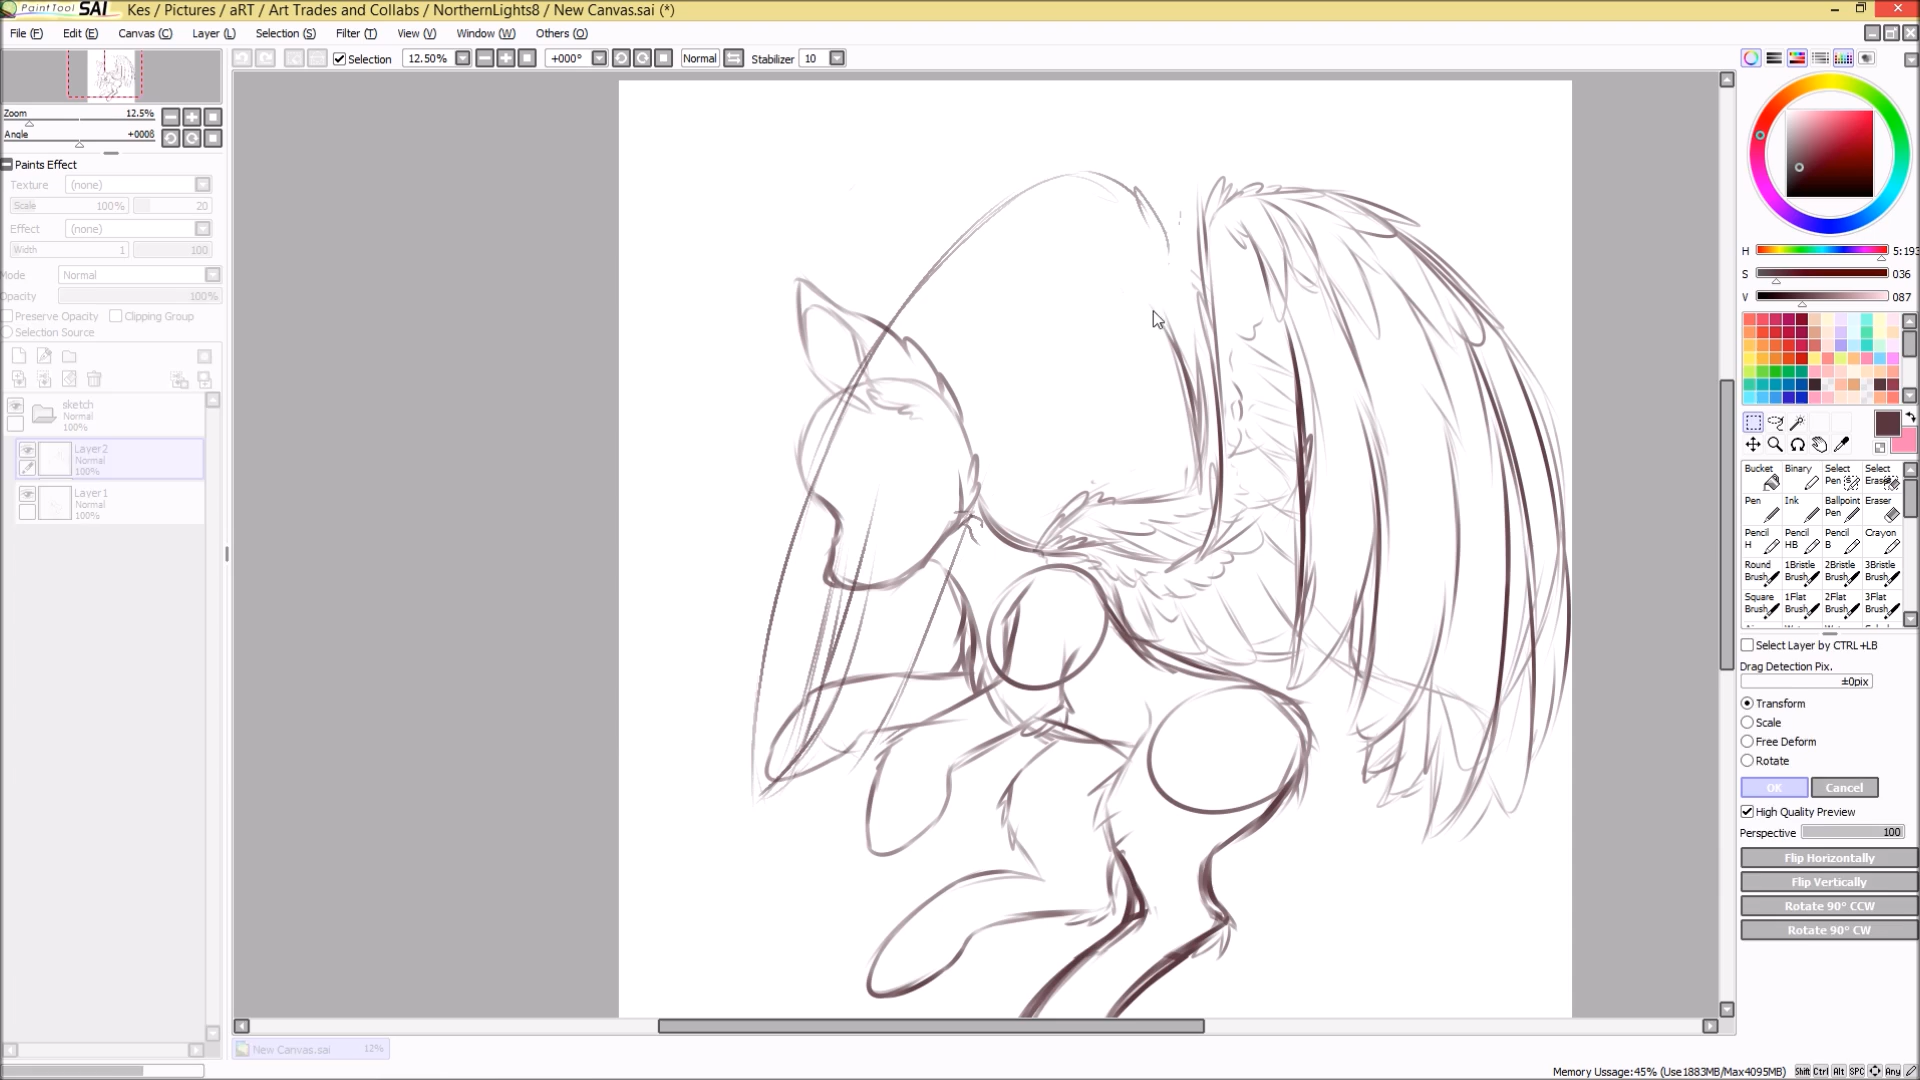 PaintTool SAI Kes / Pictures / aRT / Art Trades and Collabs / NorthernLights8 / New Canvas.sai (*)
File (F) Edit (E) Canvas (C) Layer (L) Selection (S) Filter (T) View (V) Window (W) Others (O)
Selection 12.50% +000° Normal Stabilizer 10
Zoom 12.5%
Angle +000ß
Paints Effect
Texture (none)
Scale 100% 20
Effect (none)
Width 1 100
Mode Normal
Opacity 100%
Preserve Opacity Clipping Group
Selection Source
sketch
Normal
100%
Layer2
Normal
100%
Layer1
Normal
100%
H 5:193
S 036
V 087
Bucket Binary Select Pen Select Eraser
Pen Ink Ballpoint Pen Eraser
Pencil H Pencil HB Pencil B Crayon
Round Brush 1Bristle Brush 2Bristle Brush 3Bristle Brush
Square Brush 1Flat Brush 2Flat Brush 3Flat Brush
Select Layer by CTRL+LB
Drag Detection Pix.
±0pix
Transform
Scale
Free Deform
Rotate
OK Cancel
High Quality Preview
Perspective 100
Flip Horizontally
Flip Vertically
Rotate 90° CCW
Rotate 90° CW
New Canvas.sai 12%
Memory Ussage:45% (Use1883MB/Max4095MB) Shift Ctrl Alt SPC Any